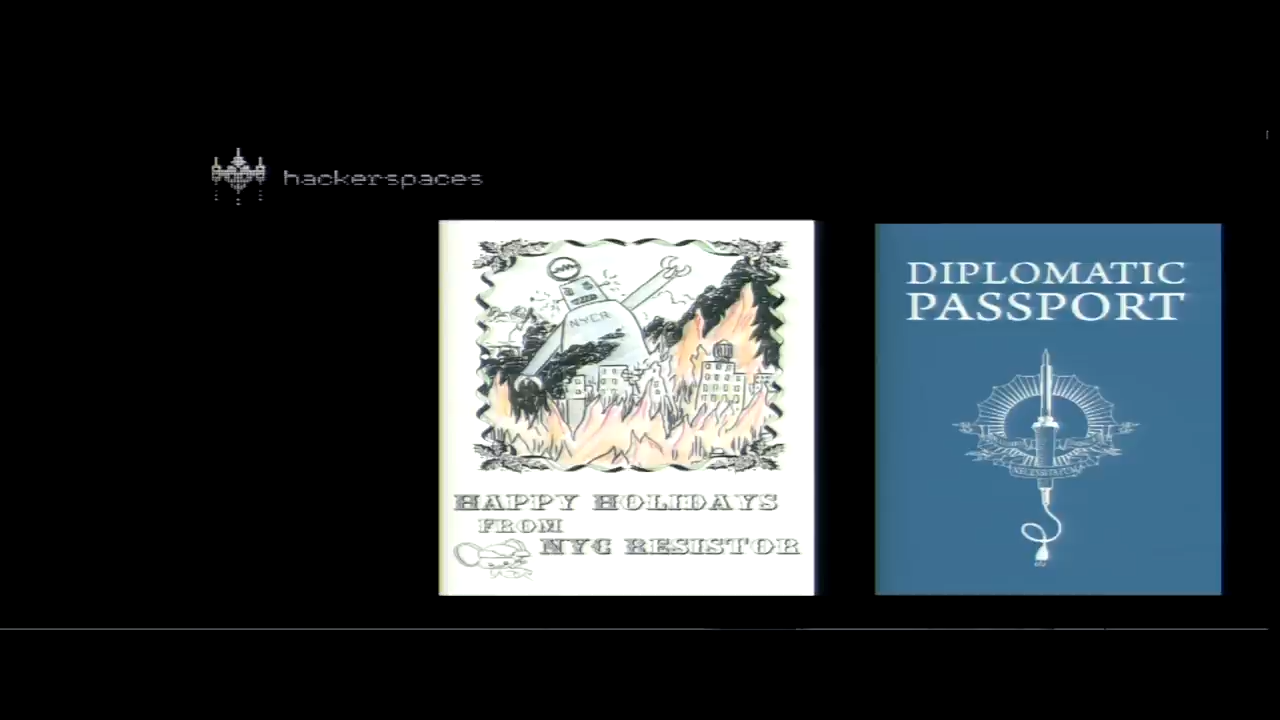 hackerspaces
NYCR
HAPPY HOLIDAYS
FROM
NYC RESISTOR
DIPLOMATIC
PASSPORT